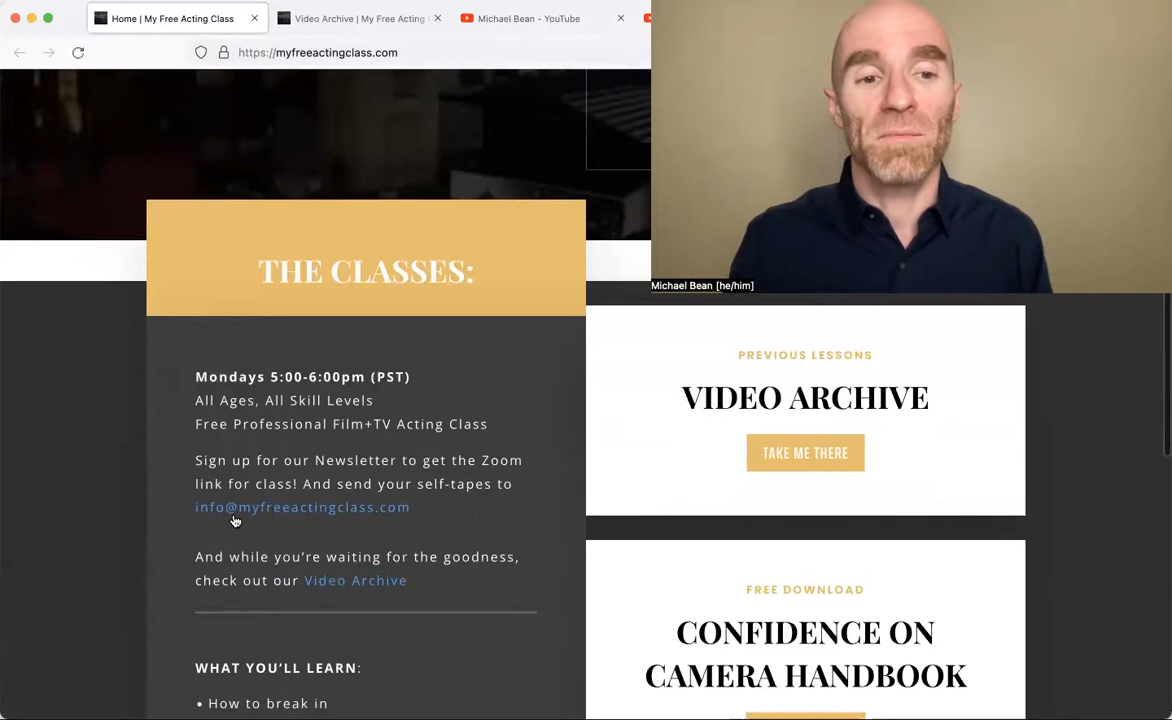 Home | My Free Acting Class
Video Archive | My Free Acting
Michael Bean - YouTube
https://myfreeactingclass.com
Michael Bean [he/him]
THE CLASSES:
Mondays 5:00-6:00pm (PST)
All Ages, All Skill Levels
Free Professional Film+TV Acting Class
Sign up for our Newsletter to get the Zoom
link for class! And send your self-tapes to
info@myfreeactingclass.com
And while you’re waiting for the goodness,
check out our Video Archive
WHAT YOU’LL LEARN:
• How to break in
PREVIOUS LESSONS
VIDEO ARCHIVE
TAKE ME THERE
FREE DOWNLOAD
CONFIDENCE ON
CAMERA HANDBOOK